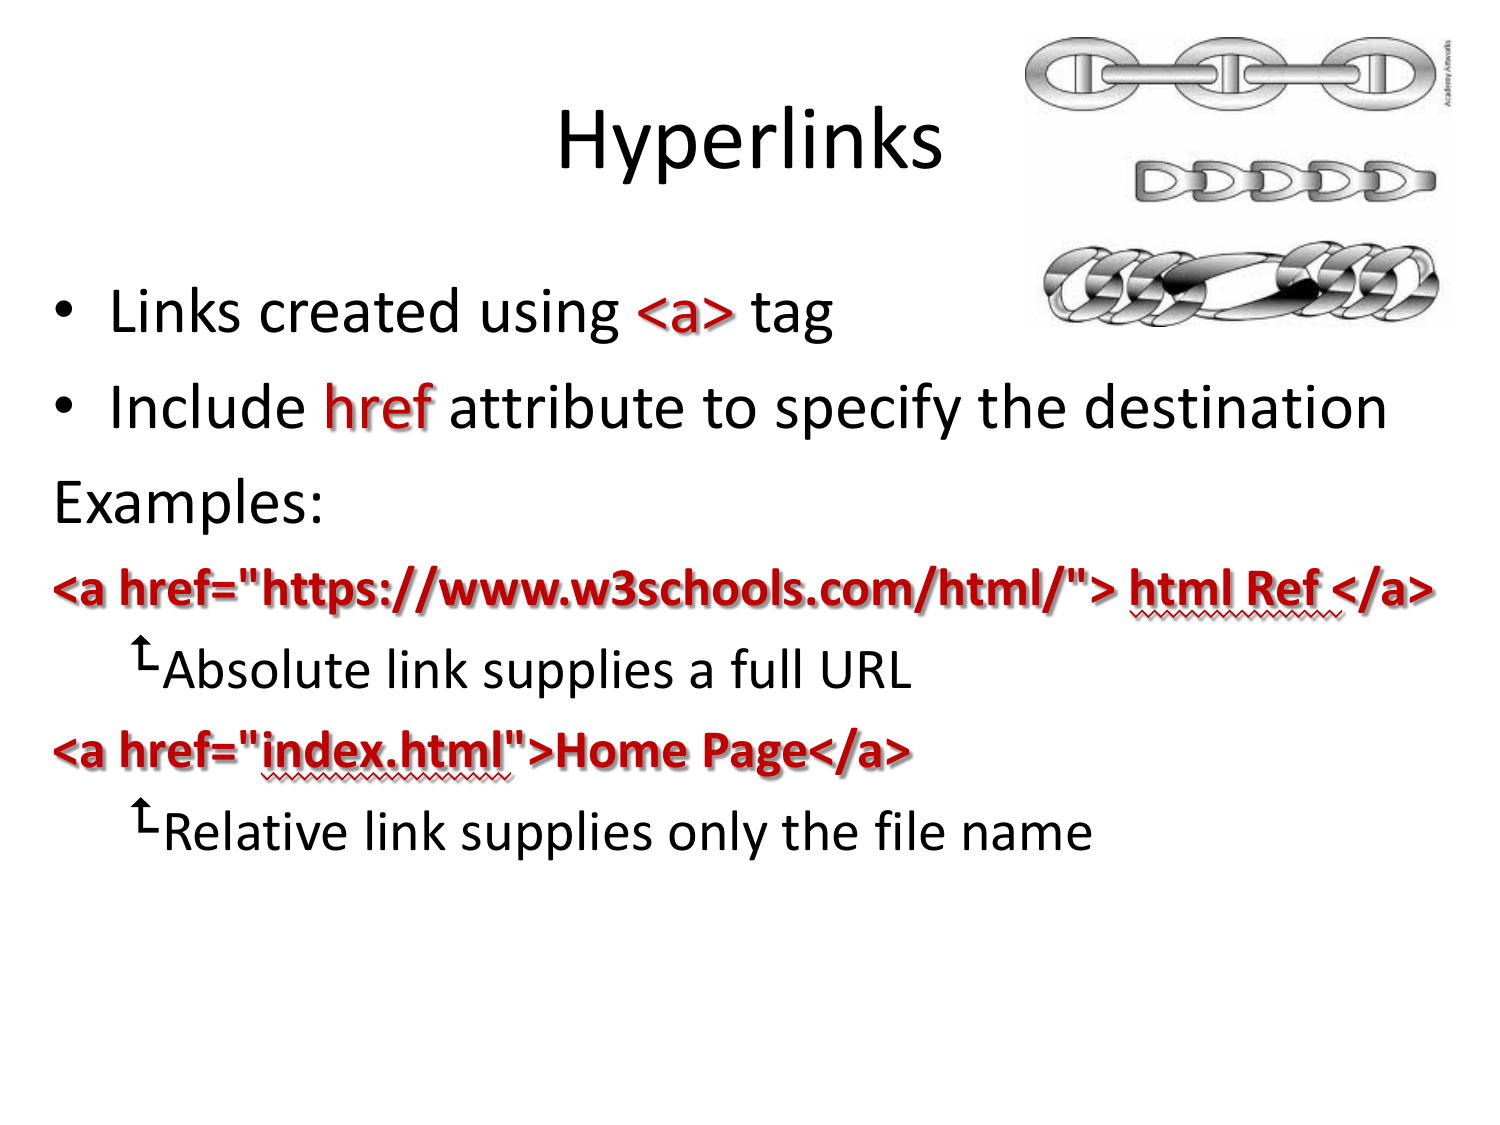 Academy Artworks
Hyperlinks
• Links created using <a> tag
• Include href attribute to specify the destination
Examples:
<a href="https://www.w3schools.com/html/"> html Ref </a>
Absolute link supplies a full URL
<a href="index.html">Home Page</a>
Relative link supplies only the file name